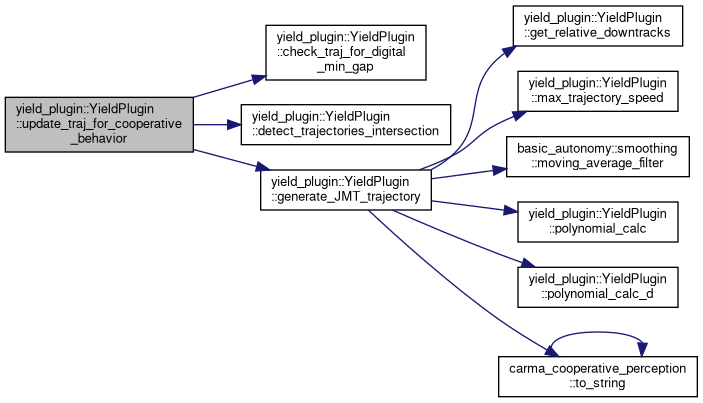 yield_plugin::YieldPlugin
::update_traj_for_cooperative
_behavior
yield_plugin::YieldPlugin
::check_traj_for_digital
_min_gap
yield_plugin::YieldPlugin
::detect_trajectories_intersection
yield_plugin::YieldPlugin
::generate_JMT_trajectory
yield_plugin::YieldPlugin
::get_relative_downtracks
yield_plugin::YieldPlugin
::max_trajectory_speed
basic_autonomy::smoothing
::moving_average_filter
yield_plugin::YieldPlugin
::polynomial_calc
yield_plugin::YieldPlugin
::polynomial_calc_d
carma_cooperative_perception
::to_string